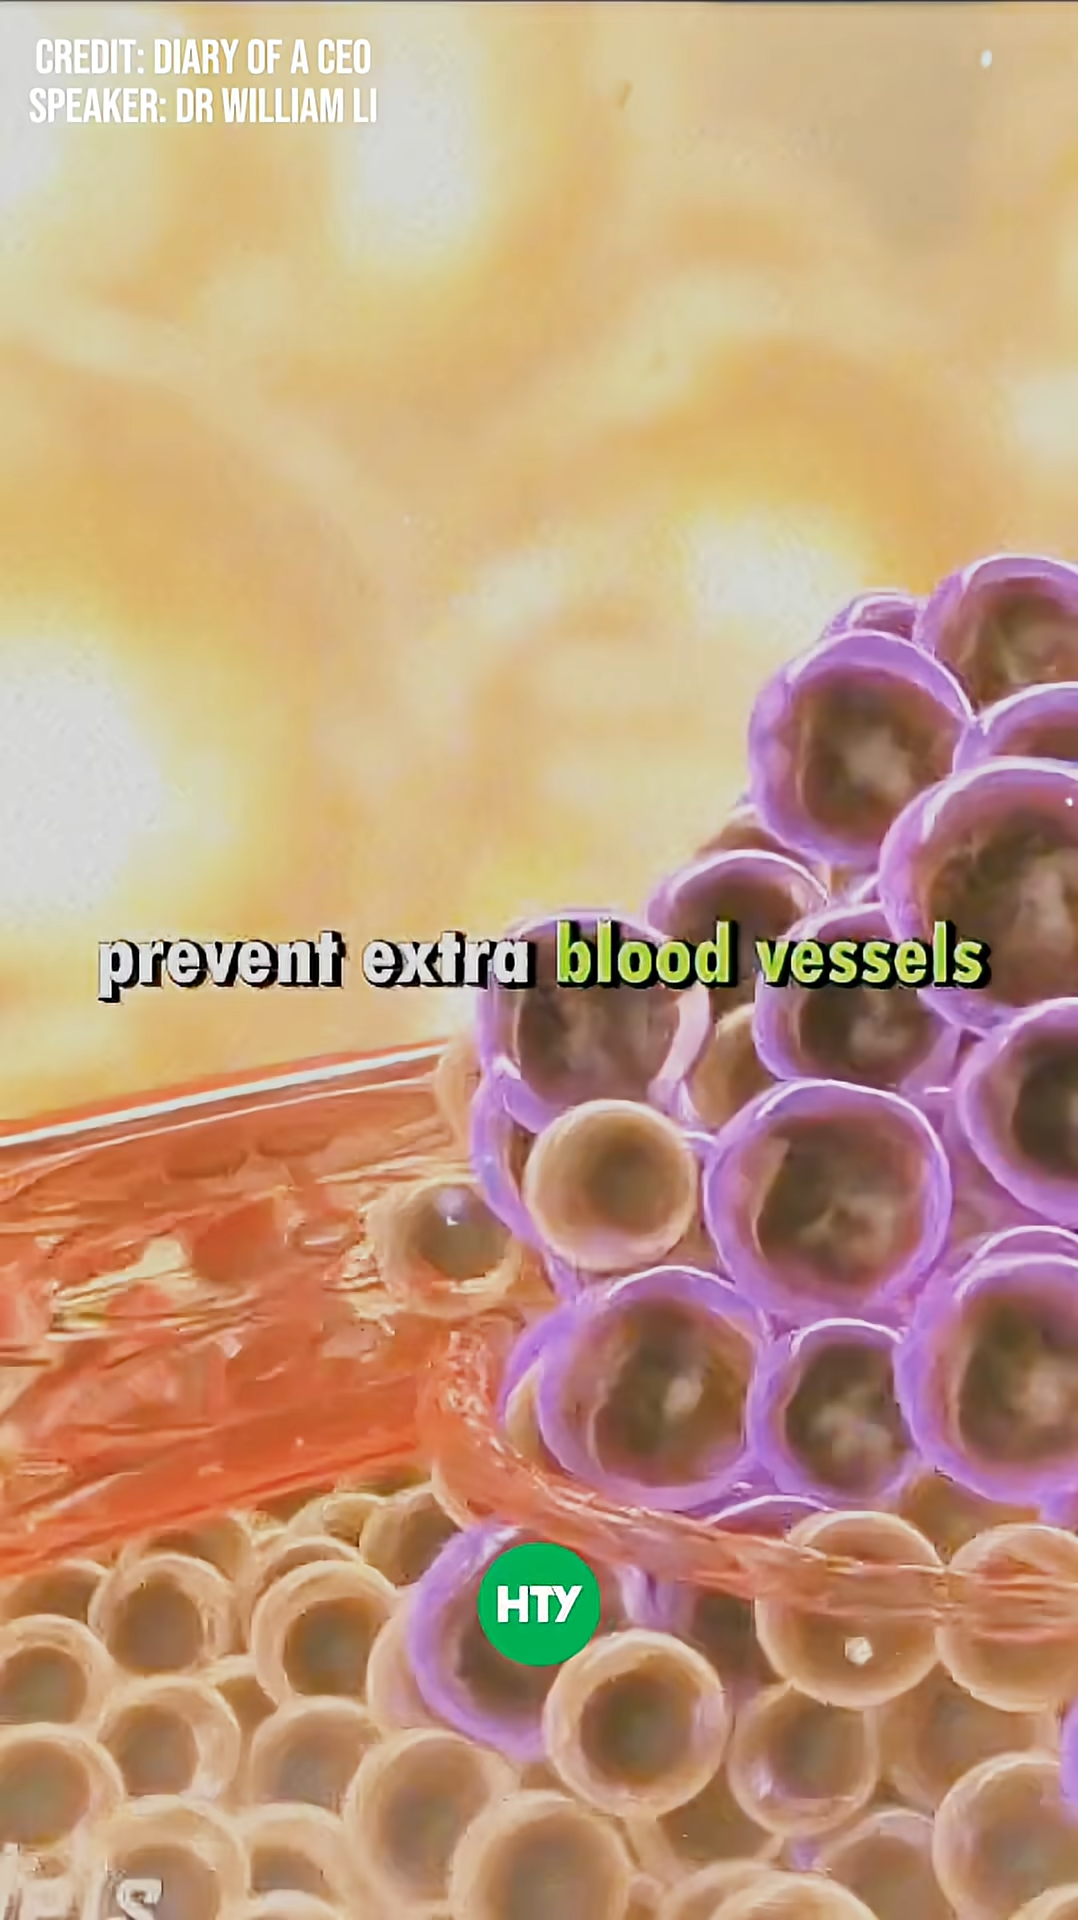 CREDIT: DIARY OF A CEO
SPEAKER: DR WILLIAM LI
prevent extra blood vessels
HTY